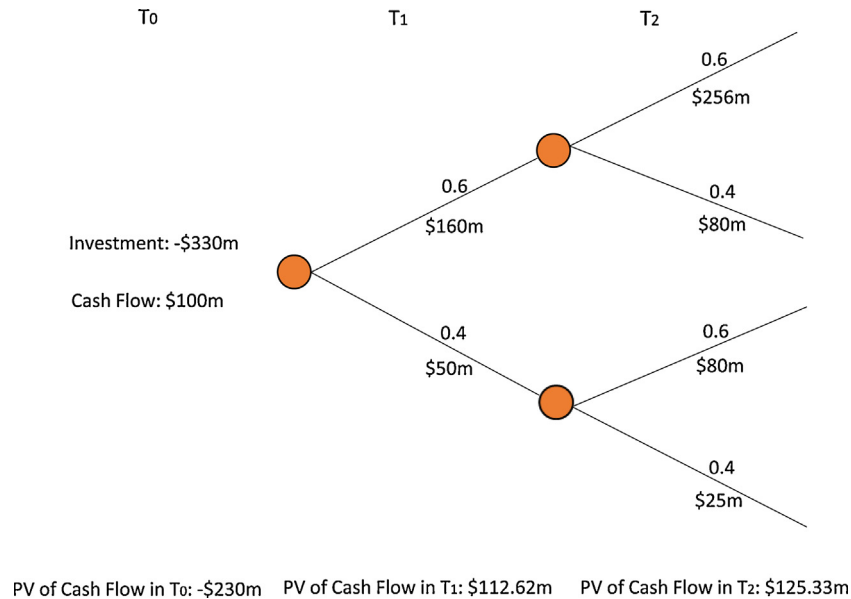 T₀
T₁
T₂
0.6
$256m
0.6
$160m
0.4
$80m
Investment: -$330m
Cash Flow: $100m
0.4
$50m
0.6
$80m
0.4
$25m
PV of Cash Flow in T₀: -$230m
PV of Cash Flow in T₁: $112.62m
PV of Cash Flow in T₂: $125.33m